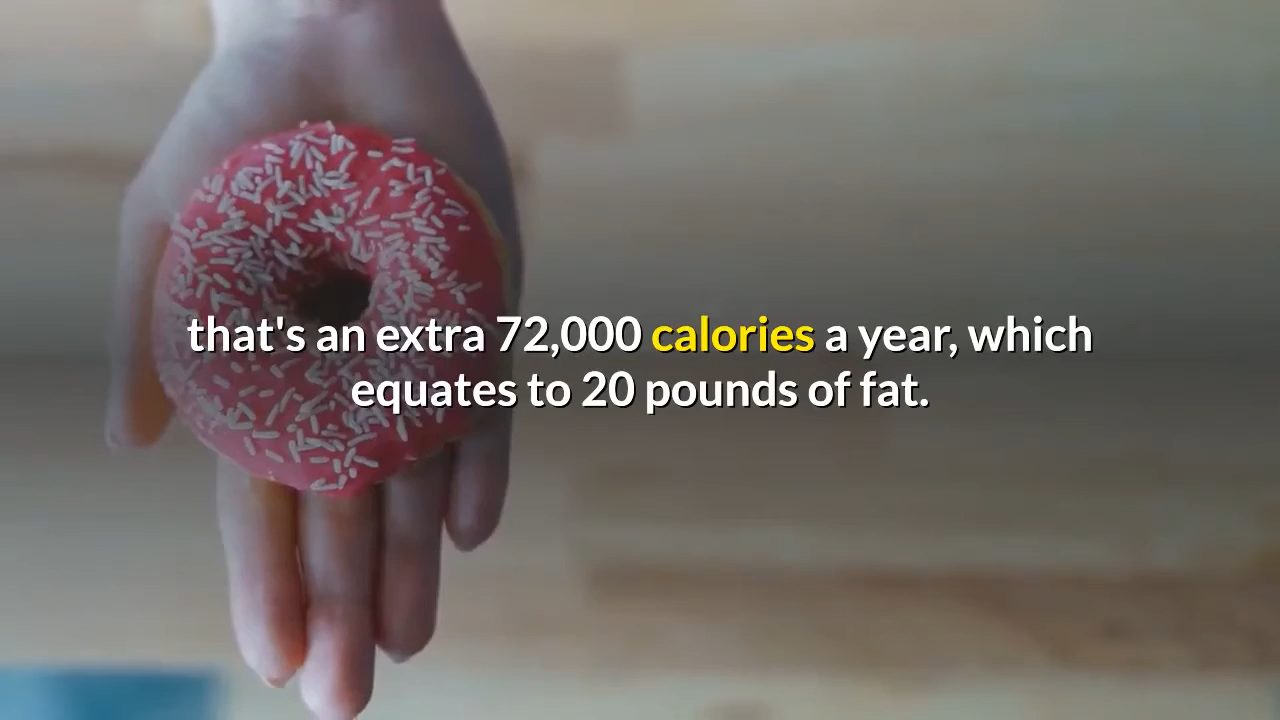 that's an extra 72,000 calories a year, which
equates to 20 pounds of fat.